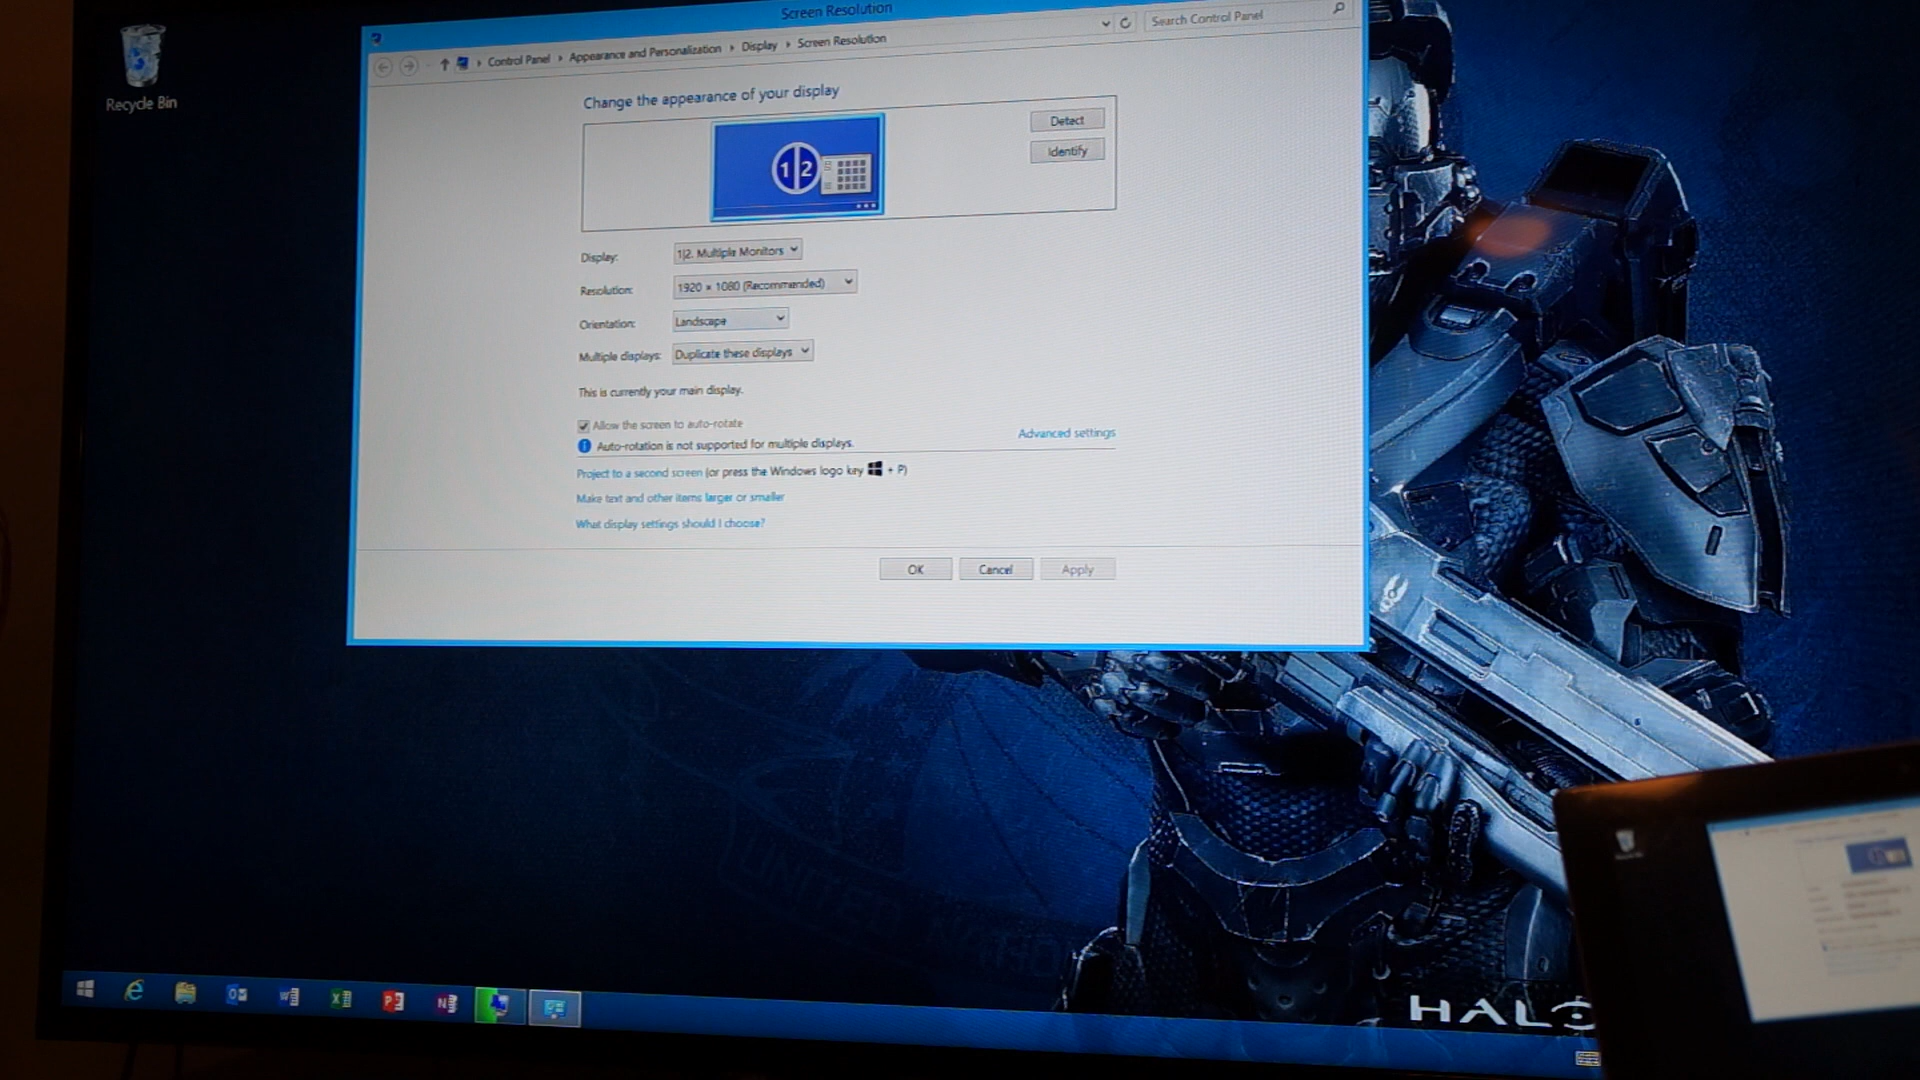 Screen Resolution
Recycle Bin
Control Panel Appearance and Personalization Display Screen Resolution
Search Control Panel
Change the appearance of your display
Detect
Identify
1 2
Display: 1|2. Multiple Monitors
Resolution: 1920 × 1080 (Recommended)
Orientation: Landscape
Multiple displays: Duplicate these displays
This is currently your main display.
Allow the screen to auto-rotate
Auto-rotation is not supported for multiple displays.
Advanced settings
Project to a second screen (or press the Windows logo key + P)
Make text and other items larger or smaller
What display settings should I choose?
OK Cancel Apply
UNITED
HALO